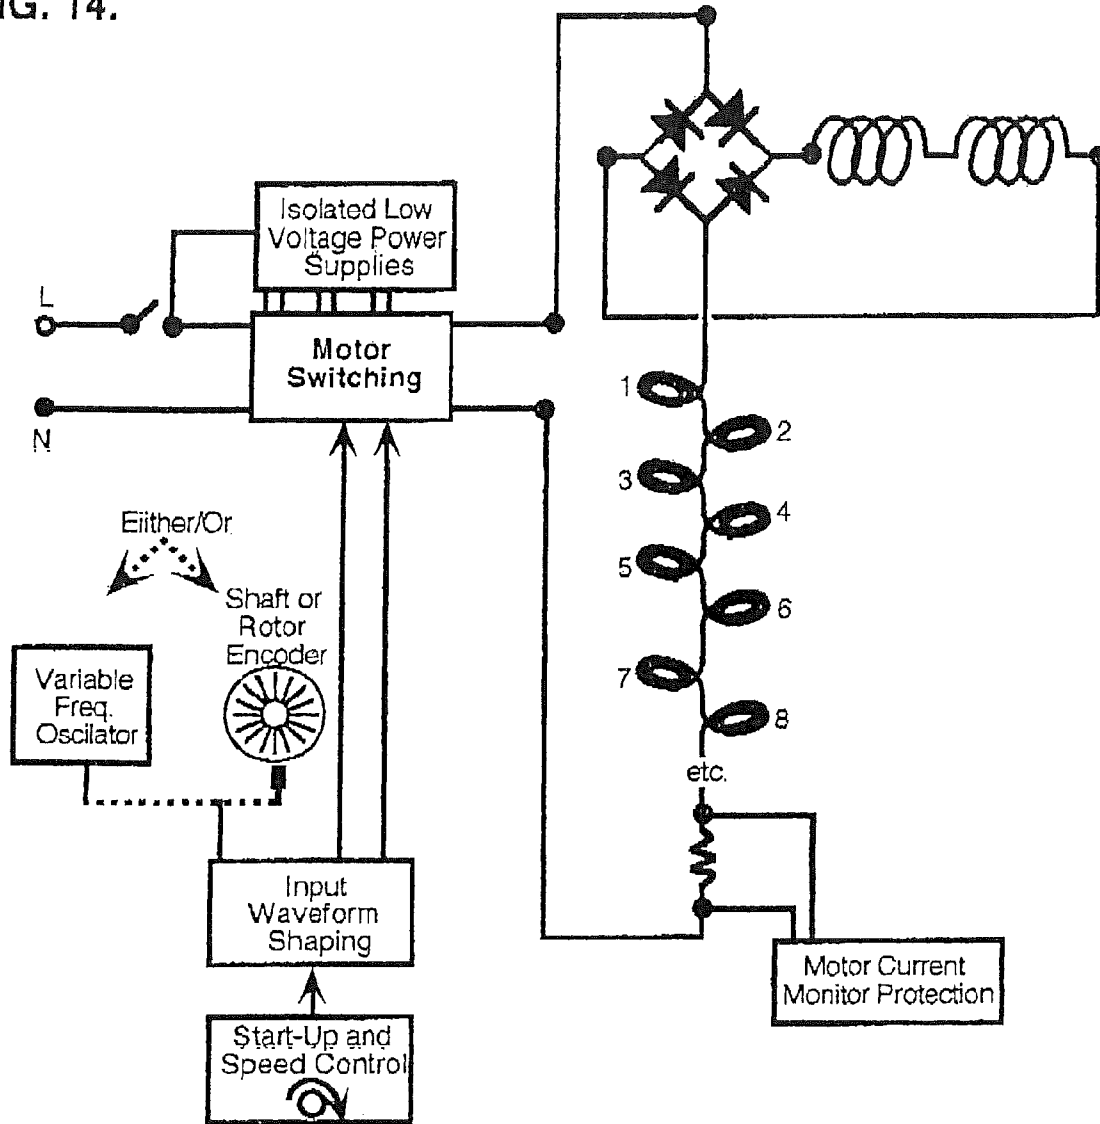 IG. 14.
Isolated Low
Voltage Power
Supplies
L
Motor
Switching
N
1
2
3
4
5
6
7
8
etc.
Eiither/Or
Shaft or
Rotor
Encoder
Variable
Freq.
Oscilator
Input
Waveform
Shaping
Motor Current
Monitor Protection
Start-Up and
Speed Control